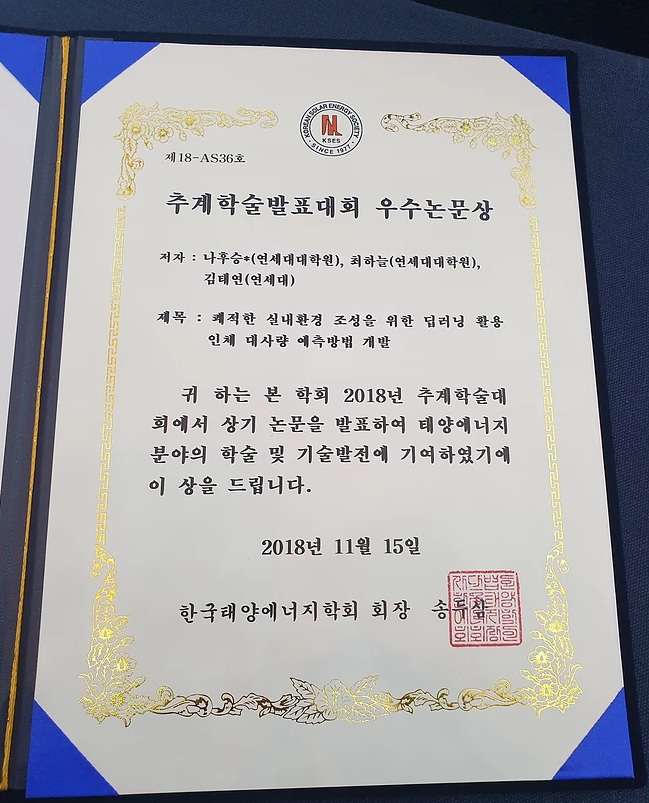 · KOREAN SOLAR ENERGY SOCIETY ·
KSES
SINCE 1977
제18-AS36호
추계학술발표대회 우수논문상
저자 : 나후승*(연세대대학원), 최하늘(연세대대학원),
김태연(연세대)
제목 : 쾌적한 실내환경 조성을 위한 딥러닝 활용
인체 대사량 예측방법 개발
귀 하는 본 학회 2018년 추계학술대
회에서 상기 논문을 발표하여 태양에너지
분야의 학술 및 기술발전에 기여하였기에
이 상을 드립니다.
2018년 11월 15일
한국태양에너지학회 회장 송두삼